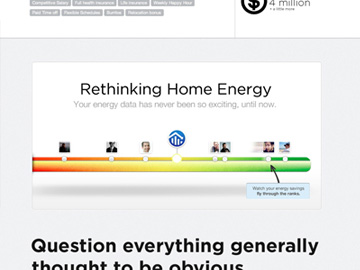 Competitive Salary Full health insurance Life insurance Weekly Happy Hour
4 million
+ a little more
Paid Time off Flexible Schedules Bonfire Relaxation bonus
Rethinking Home Energy
Your energy data has never been so exciting, until now.
Watch your energy savings
fly through the ranks.
Question everything generally
thought to be obvious